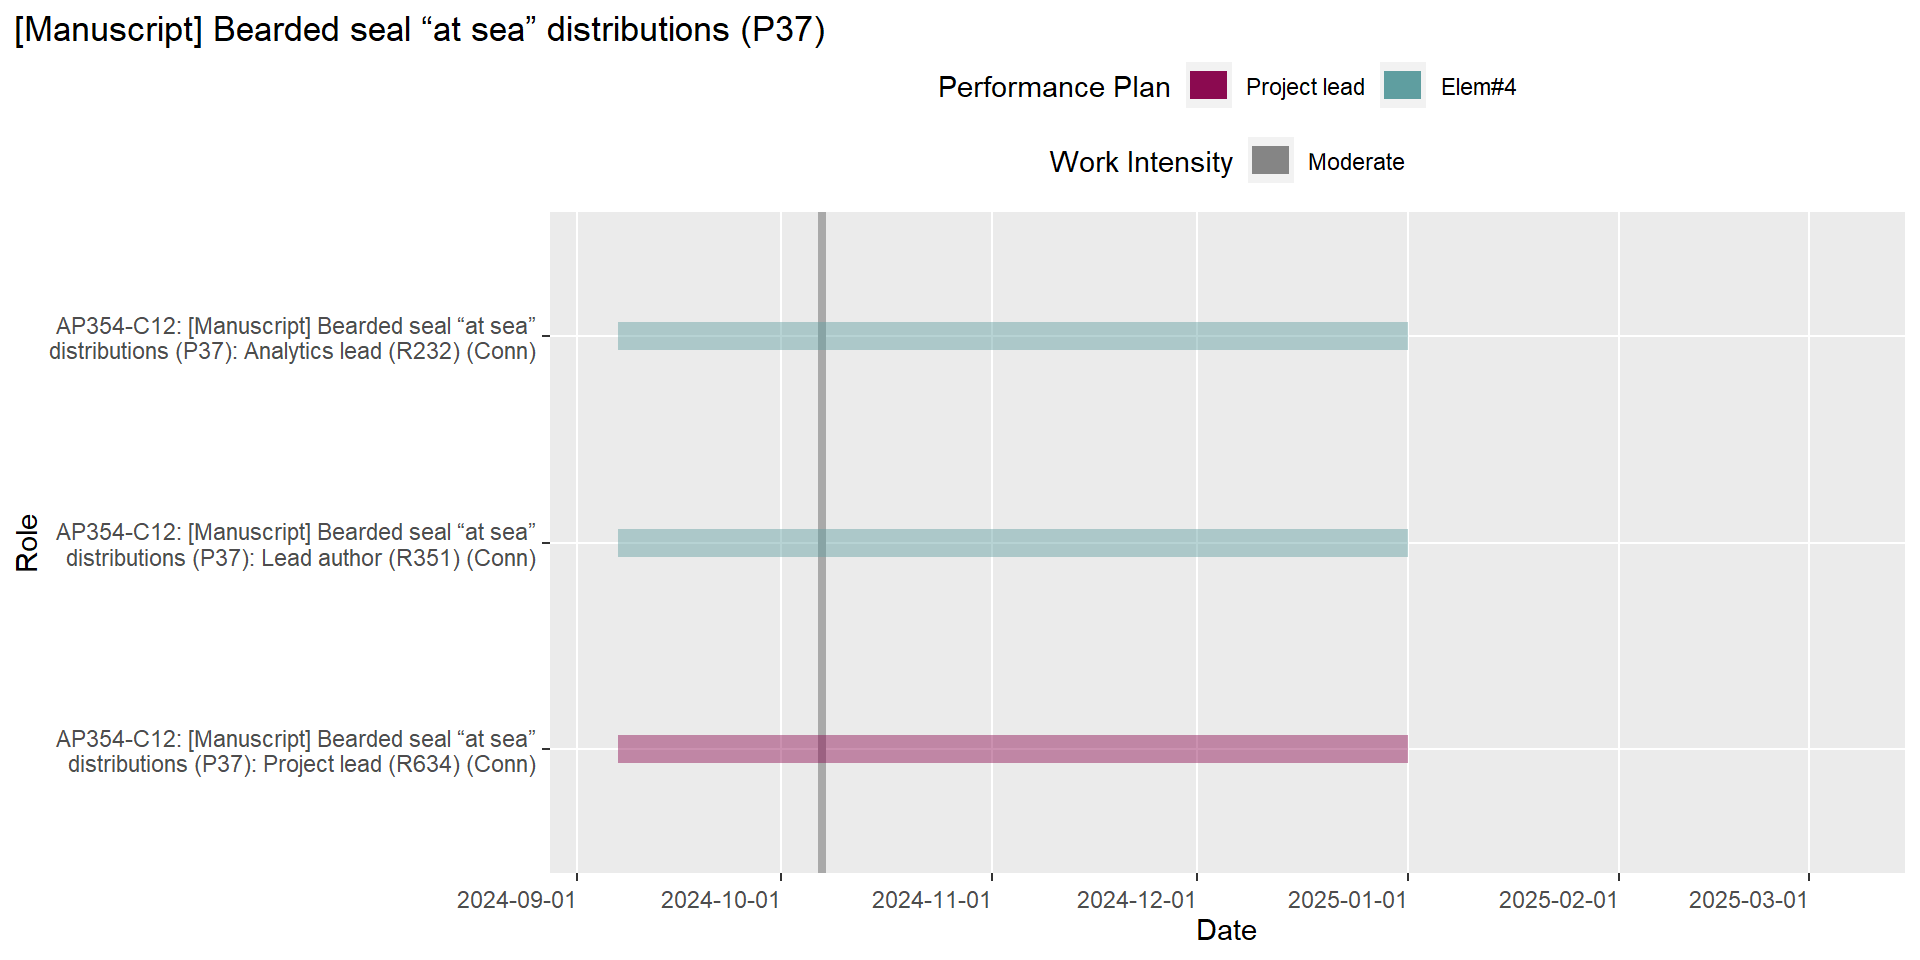 [Manuscript] Bearded seal “at sea” distributions (P37)
Performance Plan Project lead Elem#4
Work Intensity Moderate
AP354-C12: [Manuscript] Bearded seal “at sea”
distributions (P37): Analytics lead (R232) (Conn)
AP354-C12: [Manuscript] Bearded seal “at sea”
distributions (P37): Lead author (R351) (Conn)
AP354-C12: [Manuscript] Bearded seal “at sea”
distributions (P37): Project lead (R634) (Conn)
Role
2024-09-01 2024-10-01 2024-11-01 2024-12-01 2025-01-01 2025-02-01 2025-03-01
Date